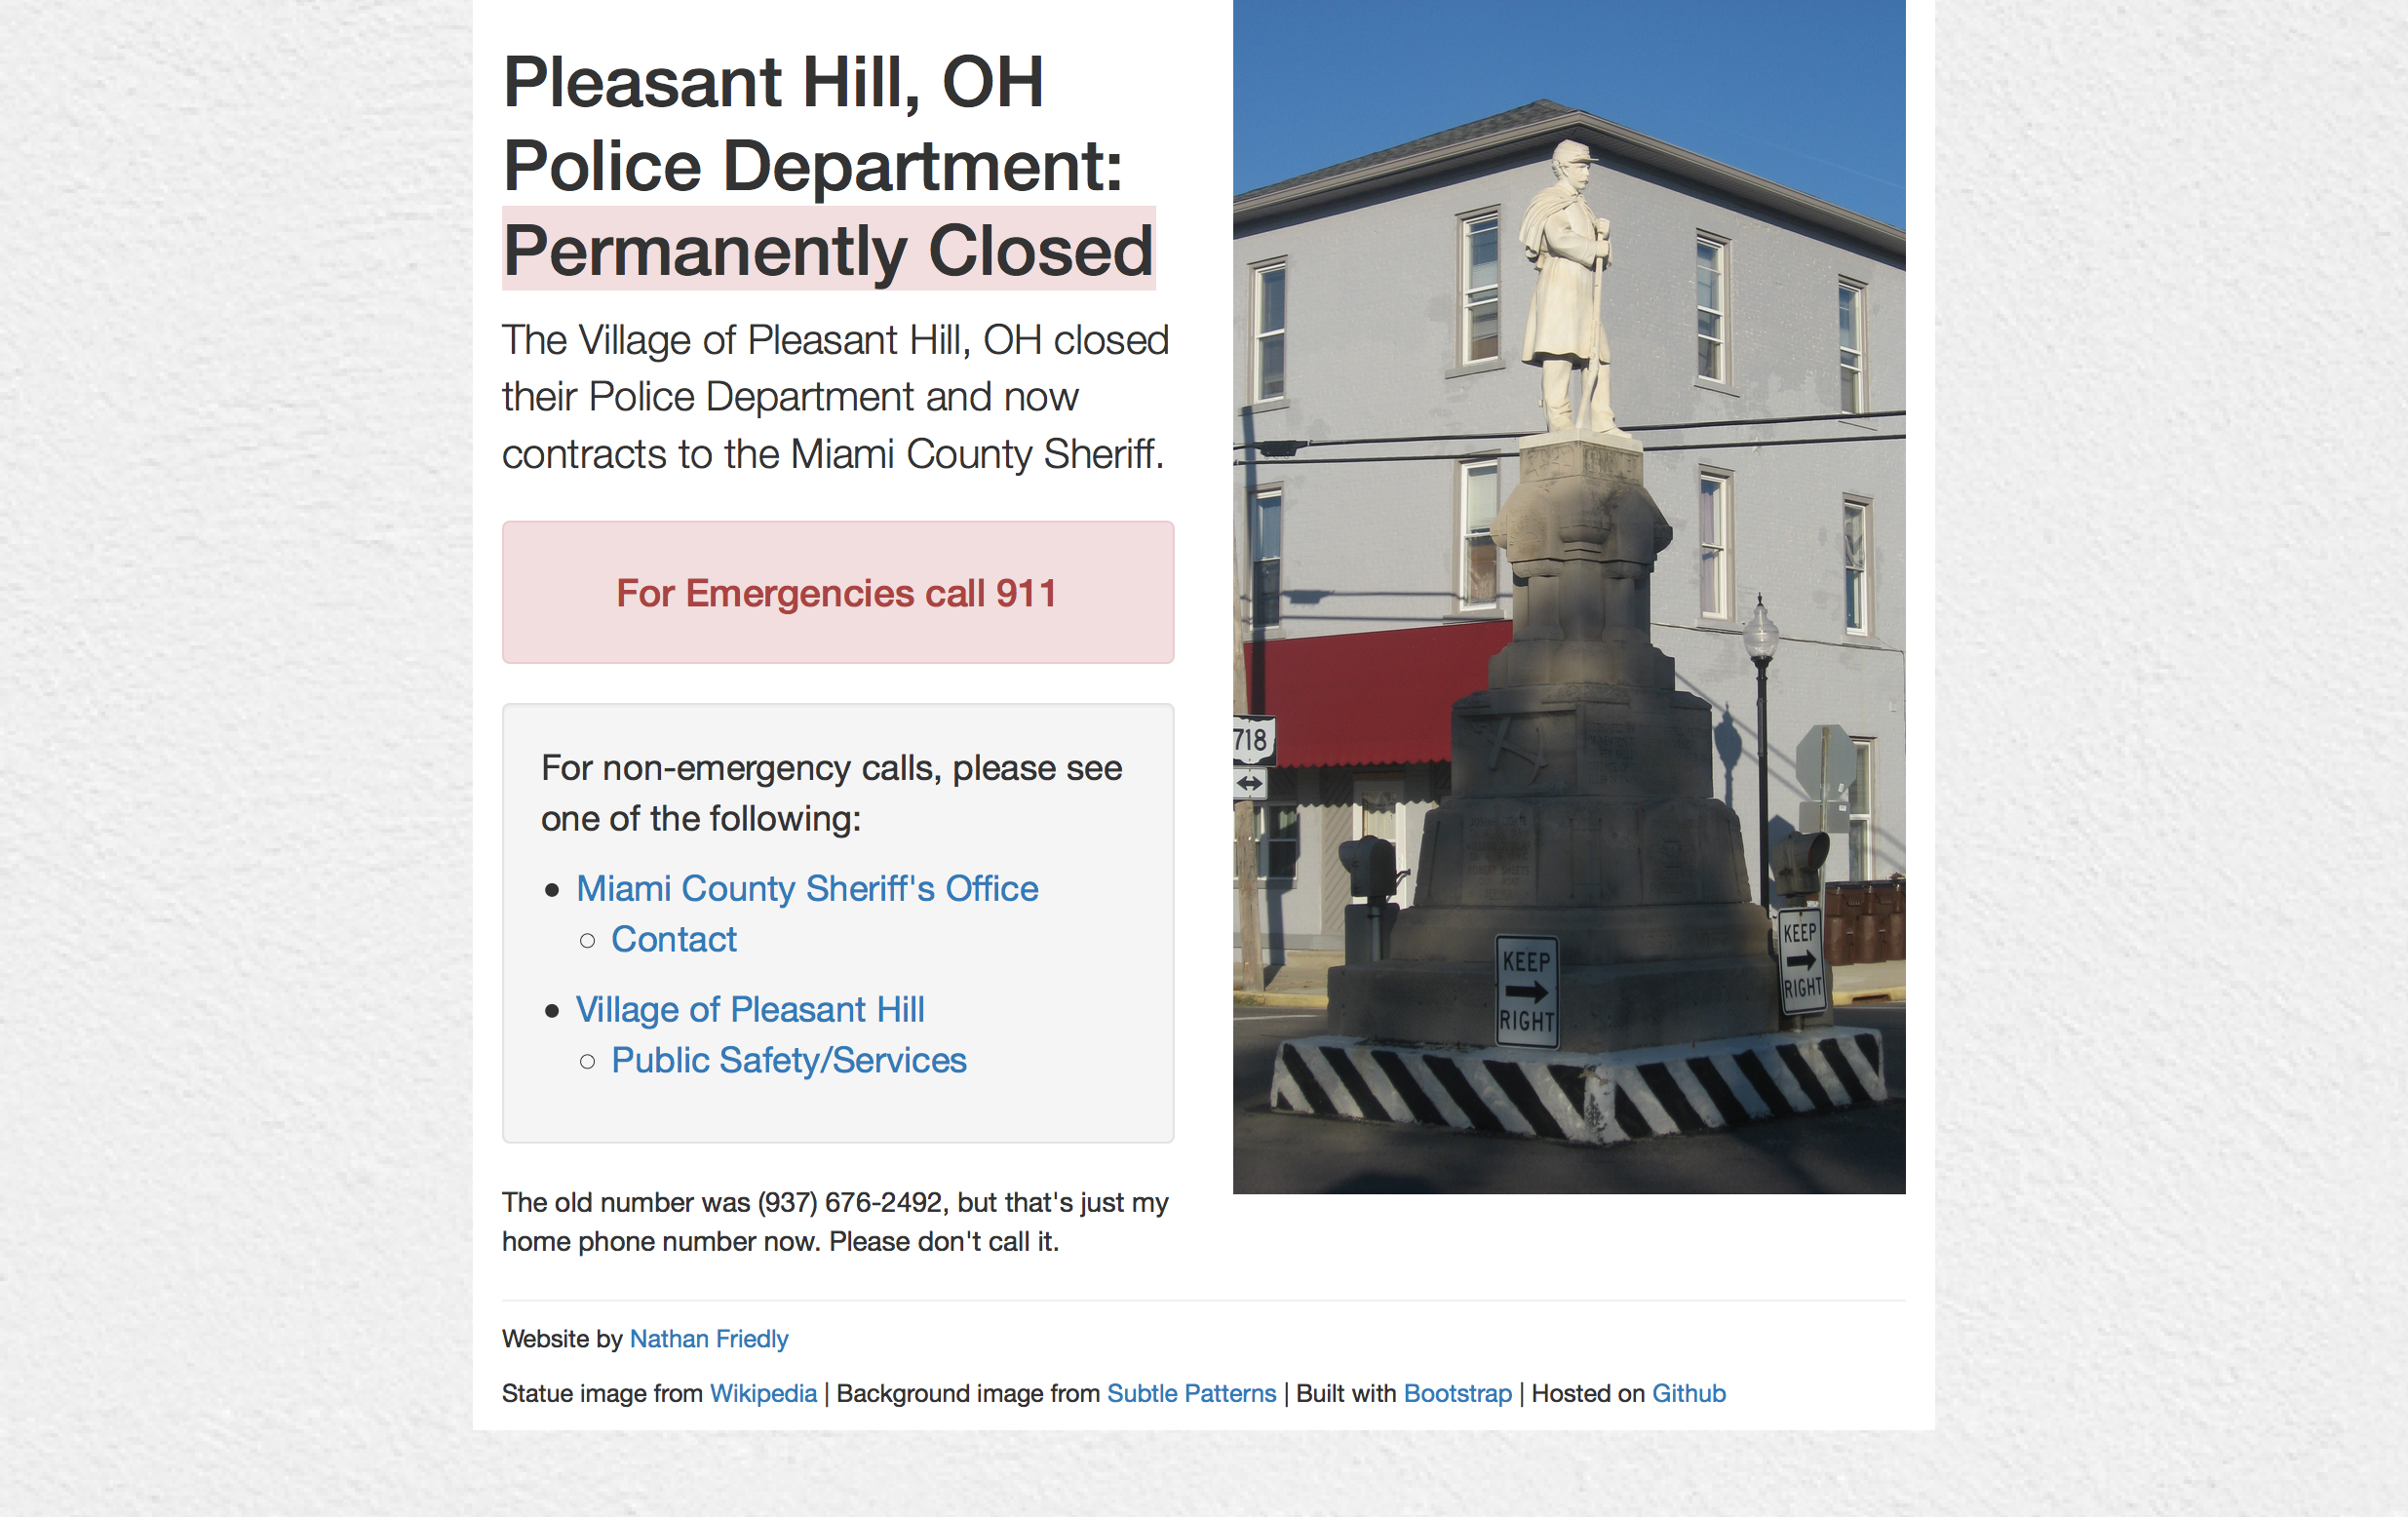 Pleasant Hill, OH
Police Department:
Permanently Closed
The Village of Pleasant Hill, OH closed
their Police Department and now
contracts to the Miami County Sheriff.
For Emergencies call 911
For non-emergency calls, please see
one of the following:
Miami County Sheriff's Office
Contact
Village of Pleasant Hill
Public Safety/Services
The old number was (937) 676-2492, but that's just my
home phone number now. Please don't call it.
718
KEEP
RIGHT
KEEP
RIGHT
Website by Nathan Friedly
Statue image from Wikipedia | Background image from Subtle Patterns | Built with Bootstrap | Hosted on Github